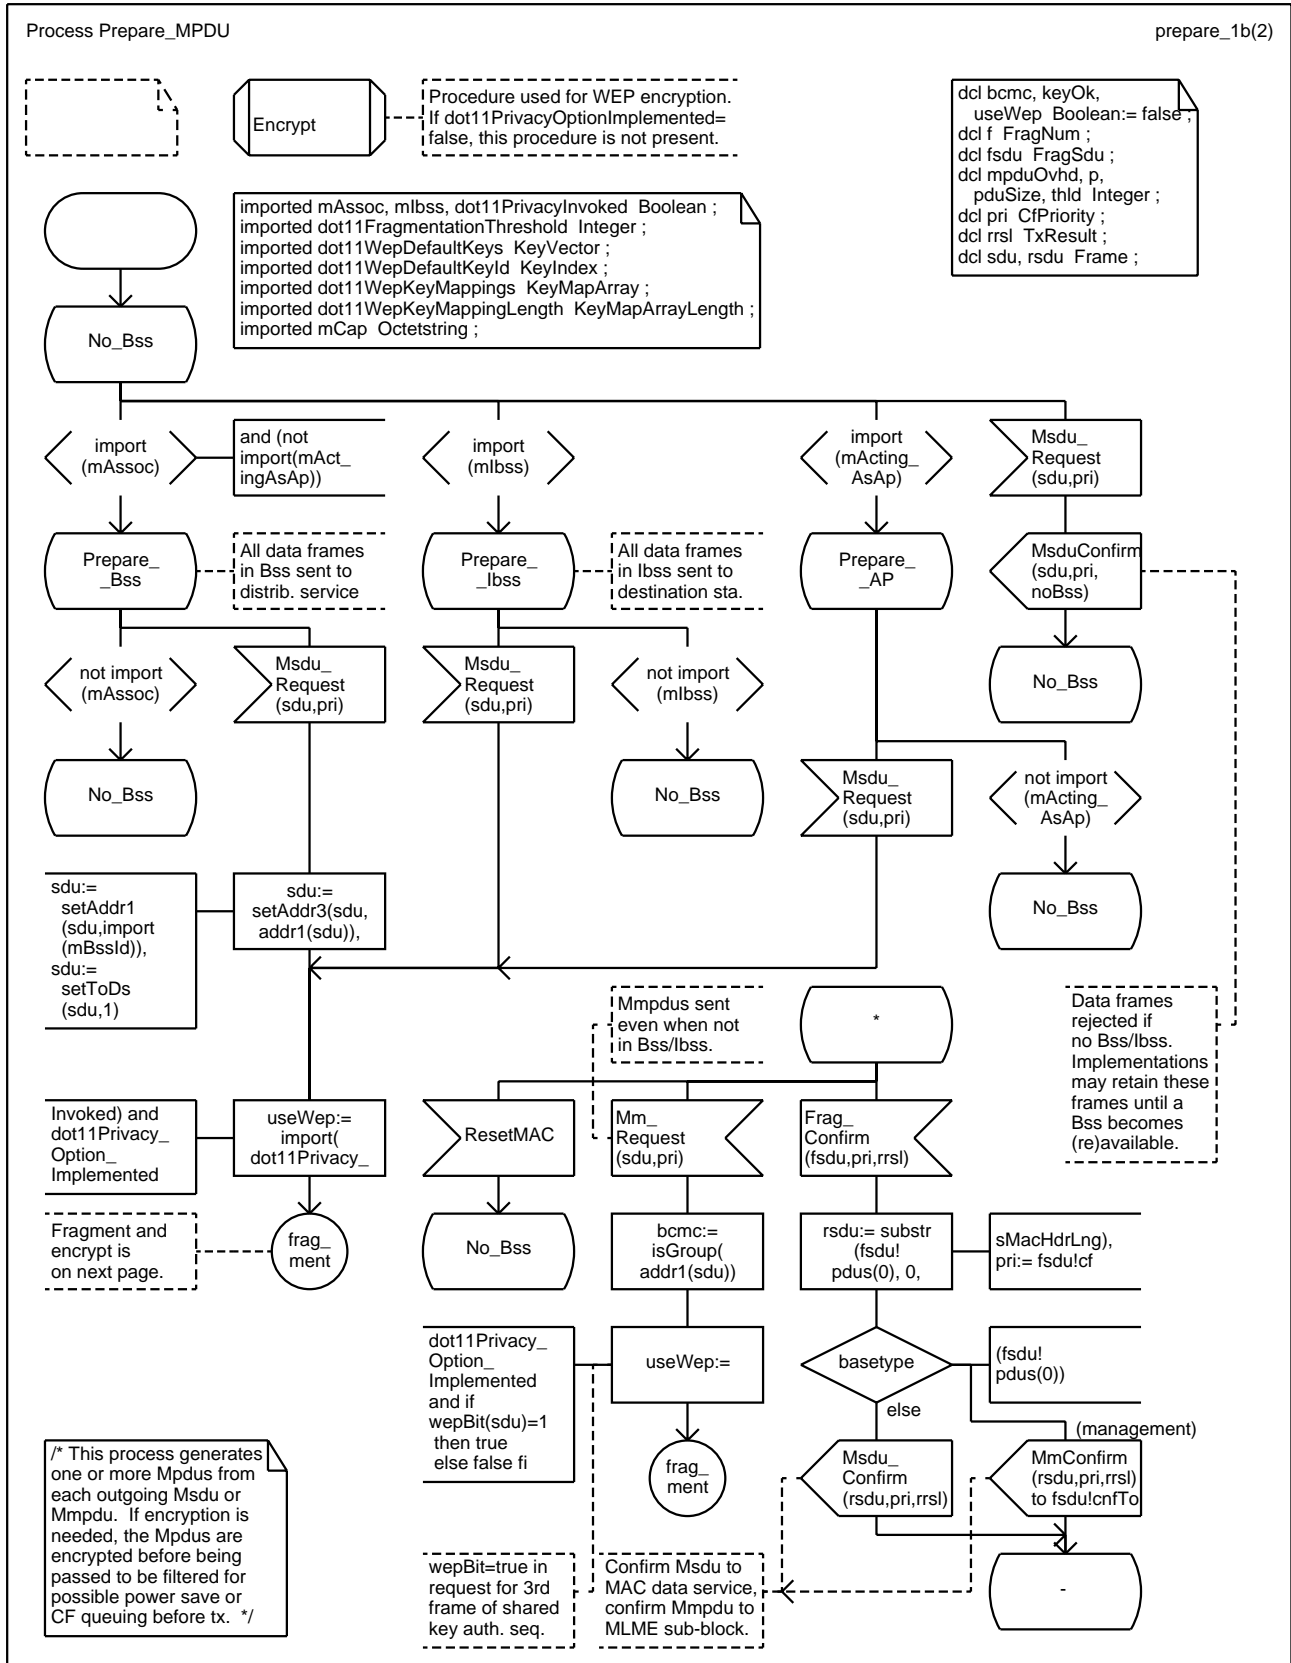 Process Prepare_MPDU
prepare_1b(2)
Encrypt
Procedure used for WEP encryption.
If dot11PrivacyOptionImplemented=
false, this procedure is not present.
dcl bcmc, keyOk,
useWep  Boolean:= false ;
dcl f  FragNum ;
dcl fsdu  FragSdu ;
dcl mpduOvhd, p,
pduSize, thld  Integer ;
dcl pri  CfPriority ;
dcl rrsl  TxResult ;
dcl sdu, rsdu  Frame ;
imported mAssoc, mIbss, dot11PrivacyInvoked  Boolean ;
imported dot11FragmentationThreshold  Integer ;
imported dot11WepDefaultKeys  KeyVector ;
imported dot11WepDefaultKeyId  KeyIndex ;
imported dot11WepKeyMappings  KeyMapArray ;
imported dot11WepKeyMappingLength  KeyMapArrayLength ;
imported mCap  Octetstring ;
No_Bss
import
(mAssoc)
and (not
import(mAct_
ingAsAp))
import
(mIbss)
import
(mActing_
AsAp)
Msdu_
Request
(sdu,pri)
Prepare_
_Bss
All data frames
in Bss sent to
distrib. service
Prepare_
_Ibss
All data frames
in Ibss sent to
destination sta.
Prepare_
_AP
MsduConfirm
(sdu,pri,
noBss)
not import
(mAssoc)
Msdu_
Request
(sdu,pri)
Msdu_
Request
(sdu,pri)
not import
(mIbss)
No_Bss
No_Bss
No_Bss
Msdu_
Request
(sdu,pri)
not import
(mActing_
AsAp)
sdu:=
setAddr1
(sdu,import
(mBssId)),
sdu:=
setToDs
(sdu,1)
sdu:=
setAddr3(sdu,
addr1(sdu)),
No_Bss
Mmpdus sent
even when not
in Bss/Ibss.
*
Data frames
rejected if
no Bss/Ibss.
Implementations
may retain these
frames until a
Bss becomes
(re)available.
Invoked) and
dot11Privacy_
Option_
Implemented
useWep:=
import(
dot11Privacy_
ResetMAC
Mm_
Request
(sdu,pri)
Frag_
Confirm
(fsdu,pri,rrsl)
Fragment and
encrypt is
on next page.
frag_
ment
No_Bss
bcmc:=
isGroup(
addr1(sdu))
rsdu:= substr
(fsdu!
pdus(0), 0,
sMacHdrLng),
pri:= fsdu!cf
dot11Privacy_
Option_
Implemented
and if
wepBit(sdu)=1
then true
else false fi
useWep:=
basetype
(fsdu!
pdus(0))
else
(management)
/* This process generates
one or more Mpdus from
each outgoing Msdu or
Mmpdu.  If encryption is
needed, the Mpdus are
encrypted before being
passed to be filtered for
possible power save or
CF queuing before tx.  */
frag_
ment
Msdu_
Confirm
(rsdu,pri,rrsl)
MmConfirm
(rsdu,pri,rrsl)
to fsdu!cnfTo
wepBit=true in
request for 3rd
frame of shared
key auth. seq.
Confirm Msdu to
MAC data service,
confirm Mmpdu to
MLME sub-block.
-